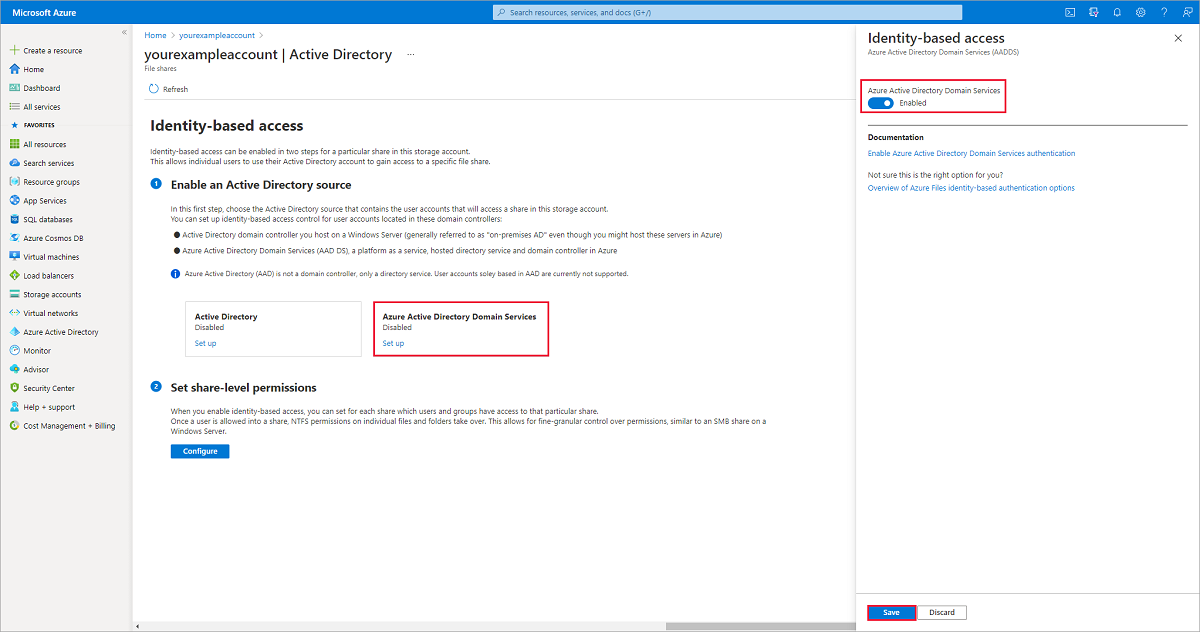 Microsoft Azure
Search resources, services, and docs (G+/)
«
Create a resource
Home
Dashboard
All services
FAVORITES
All resources
Search services
Resource groups
App Services
SQL databases
Azure Cosmos DB
Virtual machines
Load balancers
Storage accounts
Virtual networks
Azure Active Directory
Monitor
Advisor
Security Center
Help + support
Cost Management + Billing
Home > yourexampleaccount >
yourexampleaccount | Active Directory ...
File shares
Refresh
Identity-based access
Identity-based access can be enabled in two steps for a particular share in this storage account.
This allows individual users to use their Active Directory account to gain access to a specific file share.
1 Enable an Active Directory source
In this first step, choose the Active Directory source that contains the user accounts that will access a share in this storage account.
You can set up identity-based access control for user accounts located in these domain controllers:
● Active Directory domain controller you host on a Windows Server (generally referred to as "on-premises AD" even though you might host these servers in Azure)
● Azure Active Directory Domain Services (AAD DS), a platform as a service, hosted directory service and domain controller in Azure
Azure Active Directory (AAD) is not a domain controller, only a directory service. User accounts soley based in AAD are currently not supported.
Active Directory
Disabled
Set up
Azure Active Directory Domain Services
Disabled
Set up
2 Set share-level permissions
When you enable identity-based access, you can set for each share which users and groups have access to that particular share.
Once a user is allowed into a share, NTFS permissions on individual files and folders take over. This allows for fine-granular control over permissions, similar to an SMB share on a
Windows Server.
Configure
Identity-based access
Azure Active Directory Domain Services (AADDS)
Azure Active Directory Domain Services
Enabled
Documentation
Enable Azure Active Directory Domain Services authentication
Not sure this is the right option for you?
Overview of Azure Files identity-based authentication options
Save
Discard